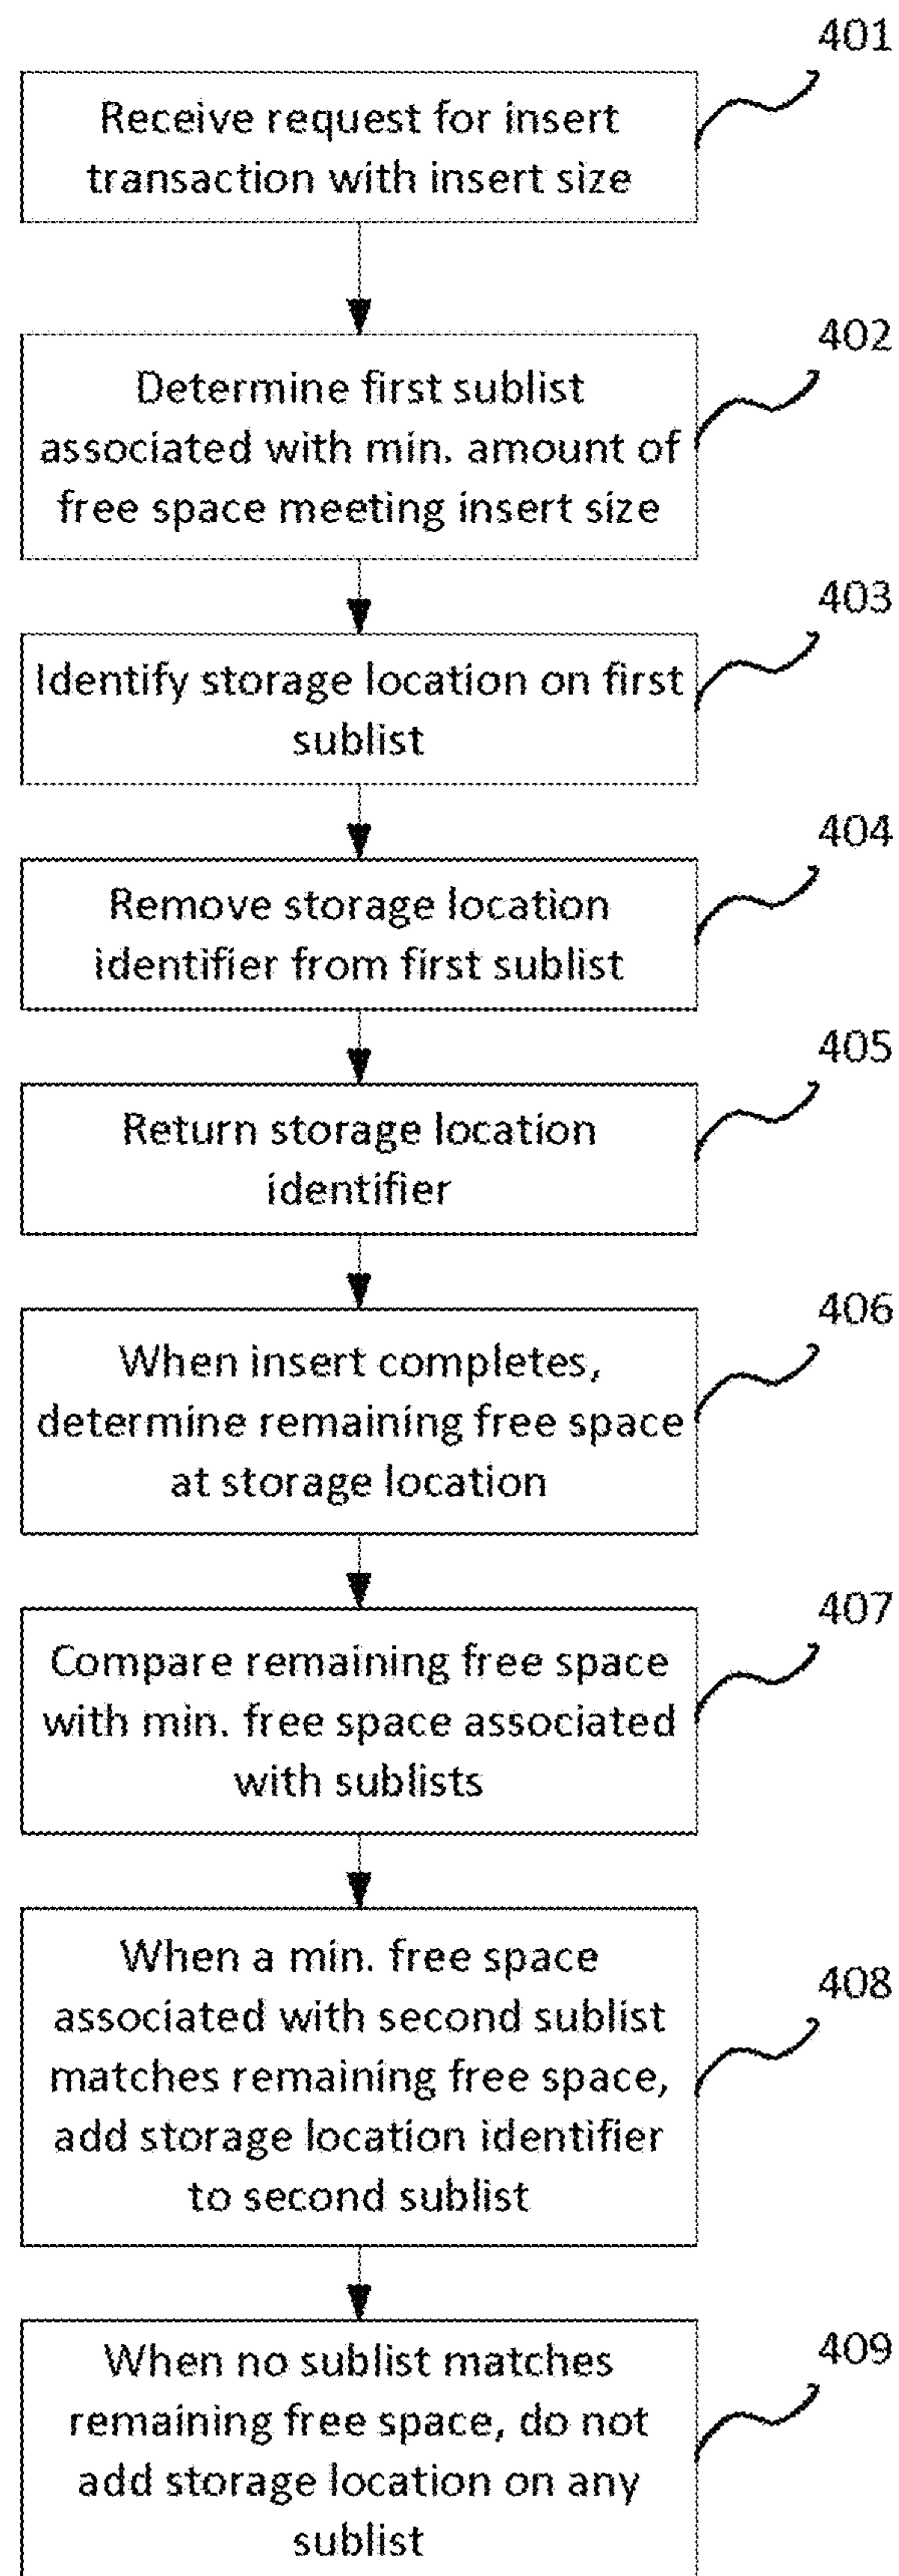 401
Receive request for insert
transaction with insert size
402
Determine first sublist
associated with min. amount of
free space meeting insert size
403
Identify storage location on first
sublist
404
Remove storage location
identifier from first sublist
405
Return storage location
identifier
406
When insert completes,
determine remaining free space
at storage location
407
Compare remaining free space
with min. free space associated
with sublists
408
When a min. free space
associated with second sublist
matches remaining free space,
add storage location identifier
to second sublist
409
When no sublist matches
remaining free space, do not
add storage location on any
sublist